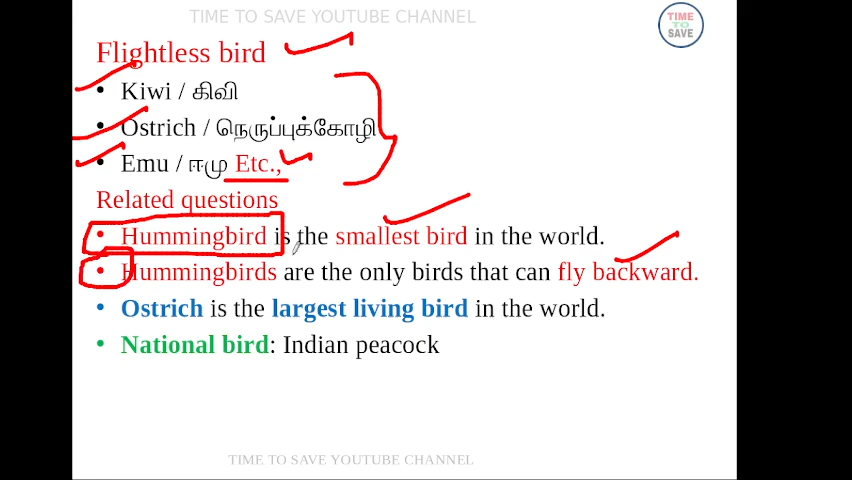 TIME TO SAVE YOUTUBE CHANNEL
TIME
TO
SAVE
Flightless bird
• Kiwi / கிவி
• Ostrich / நெருப்புக்கோழி
• Emu / ஈமு Etc.,
Related questions
• Hummingbird is the smallest bird in the world.
• Hummingbirds are the only birds that can fly backward.
• Ostrich is the largest living bird in the world.
• National bird: Indian peacock
TIME TO SAVE YOUTUBE CHANNEL